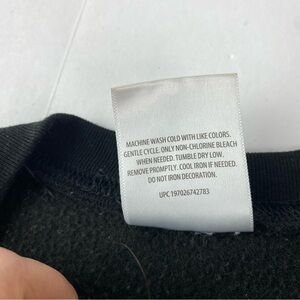 MACHINE WASH COLD WITH LIKE COLORS.
GENTLE CYCLE. ONLY NON-CHLORINE BLEACH
WHEN NEEDED. TUMBLE DRY LOW.
REMOVE PROMPTLY. COOL IRON IF NEEDED.
DO NOT IRON DECORATION.
UPC 197026742783